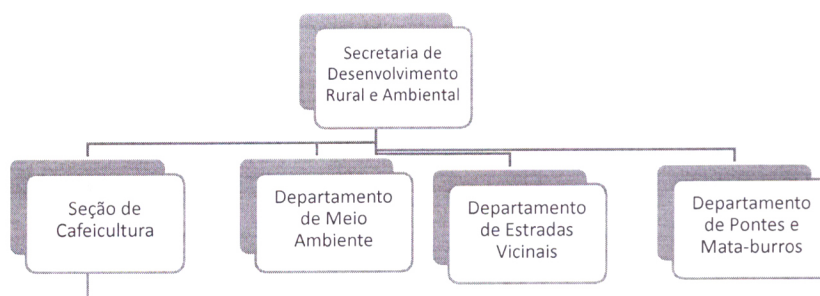 Secretaria de
Desenvolvimento
Rural e Ambiental
Seção de
Cafeicultura
Departamento
de Meio
Ambiente
Departamento
de Estradas
Vicinais
Departamento
de Pontes e
Mata-burros